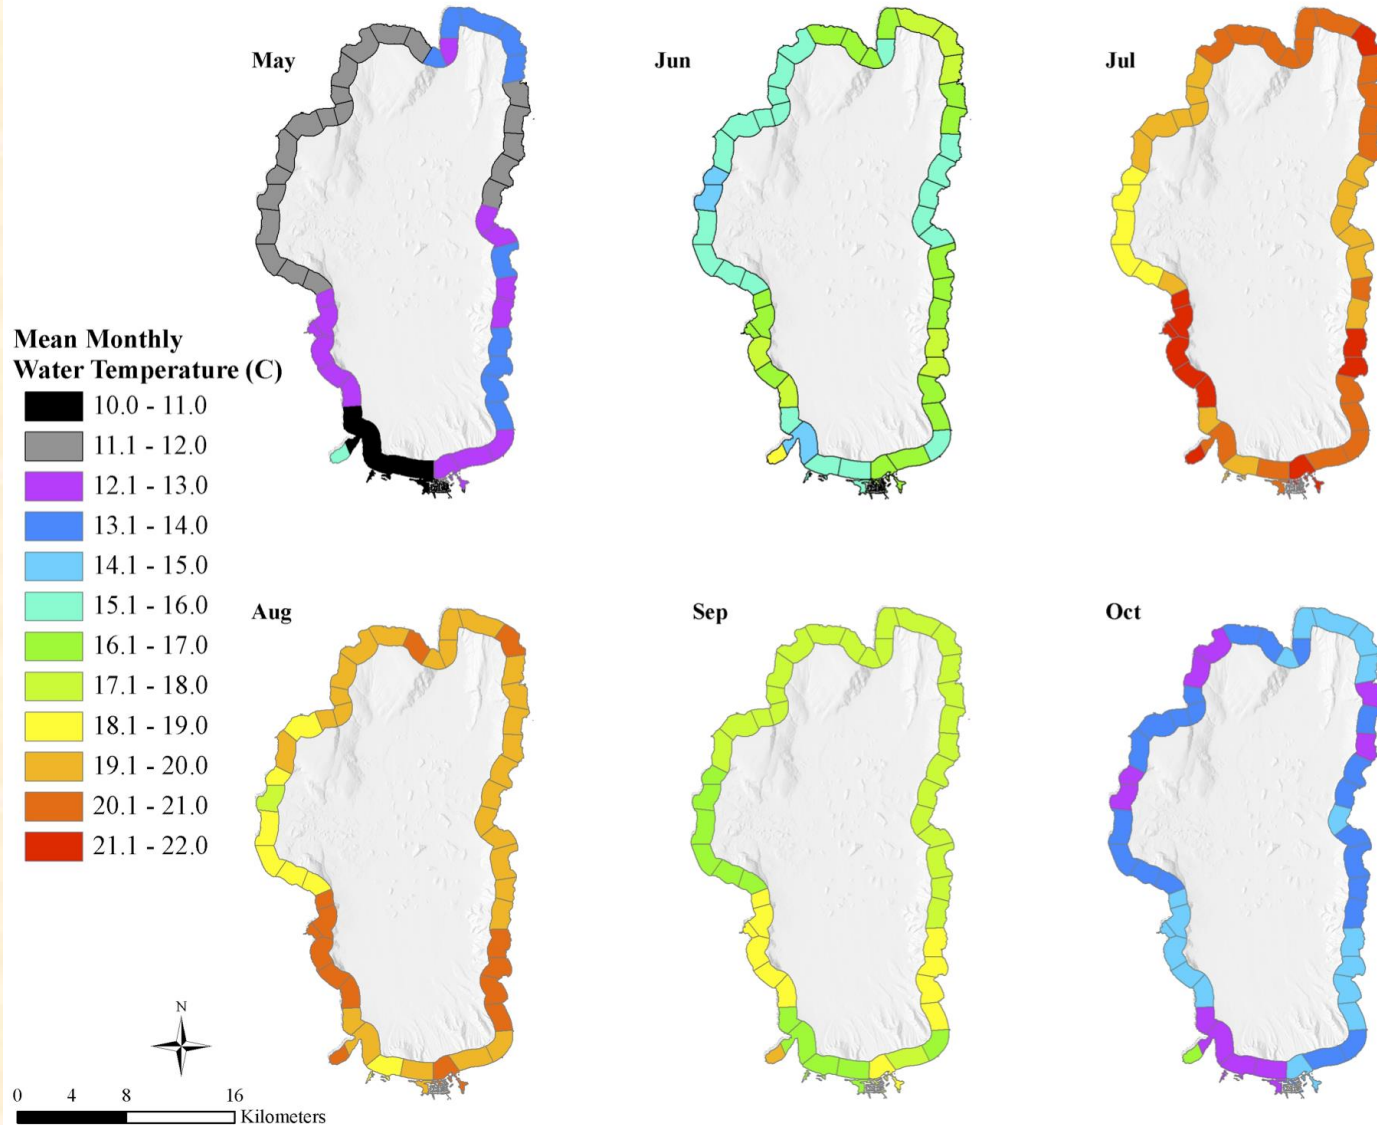 May
Jun
Jul
Mean Monthly
Water Temperature (C)
10.0 - 11.0
11.1 - 12.0
12.1 - 13.0
13.1 - 14.0
14.1 - 15.0
15.1 - 16.0
16.1 - 17.0
17.1 - 18.0
18.1 - 19.0
19.1 - 20.0
20.1 - 21.0
21.1 - 22.0
Aug
Sep
Oct
N
0 4 8 16
Kilometers